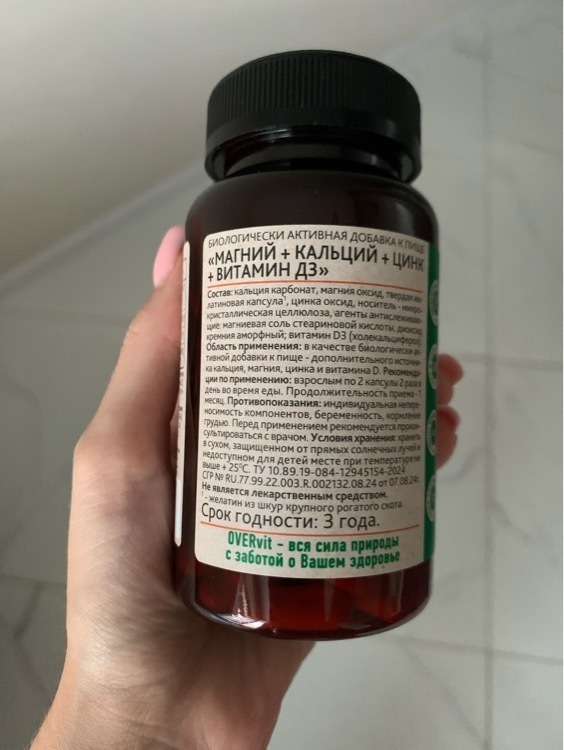 БИОЛОГИЧЕСКИ АКТИВНАЯ ДОБАВКА К ПИЩЕ
«МАГНИЙ + КАЛЬЦИЙ + ЦИНК
+ ВИТАМИН Д3»
Состав: кальция карбонат, магния оксид, твердая же-
латиновая капсула¹, цинка оксид, носитель - микро-
кристаллическая целлюлоза, агенты антислеживаю-
щие: магниевая соль стеариновой кислоты, диоксид
кремния аморфный; витамин D3 (холекальциферол).
Область применения: в качестве биологически ак-
тивной добавки к пище - дополнительного источни-
ка кальция, магния, цинка и витамина D. Рекоменда-
ции по применению: взрослым по 2 капсулы 2 раза в
день во время еды. Продолжительность приема - 1
месяц. Противопоказания: индивидуальная непере-
носимость компонентов, беременность, кормление
грудью. Перед применением рекомендуется прокон-
сультироваться с врачом. Условия хранения: хранить
в сухом, защищенном от прямых солнечных лучей и
недоступном для детей месте при температуре не
выше + 25°С. ТУ 10.89.19-084-12945154-2024
СГР № RU.77.99.22.003.R.002132.08.24 от 07.08.24г.
Не является лекарственным средством.
¹ - желатин из шкур крупного рогатого скота.
Срок годности: 3 года.
OVERvit - вся сила природы
с заботой о Вашем здоровье